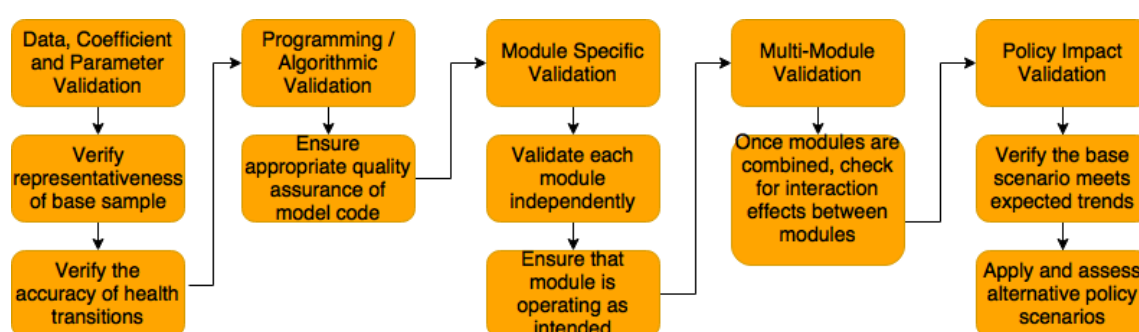 Data, Coefficient
and Parameter
Validation
Verify
representativeness
of base sample
Verify the
accuracy of health
transitions
Programming /
Algorithmic
Validation
Ensure
appropriate quality
assurance of
model code
Module Specific
Validation
Validate each
module
independently
Ensure that
module is
operating as
intended
Multi-Module
Validation
Once modules are
combined, check
for interaction
effects between
modules
Policy Impact
Validation
Verify the base
scenario meets
expected trends
Apply and assess
alternative policy
scenarios